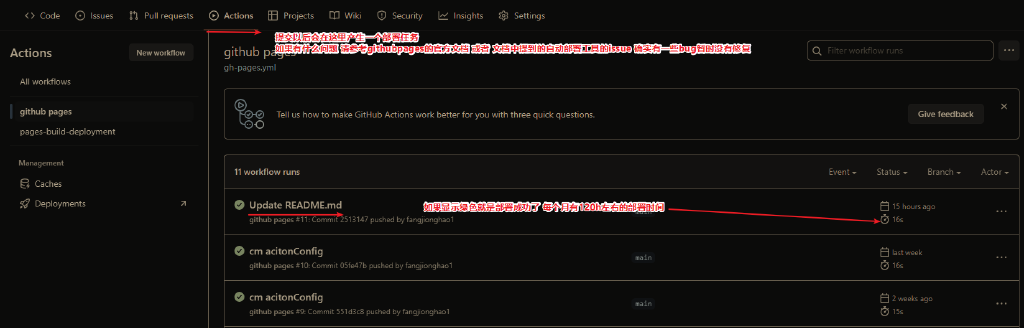 Code Issues Pull requests Actions Projects Wiki Security Insights Settings
提交以后会在这里产生一个部署任务
如果有什么问题 请参考githubpages的官方文档 或者 文档中提到的自动部署工具的issue 确实有一些bug暂时没有修复
Actions
New workflow
All workflows
github pages
pages-build-deployment
Management
Caches
Deployments
github pages
gh-pages.yml
Filter workflow runs
Tell us how to make GitHub Actions work better for you with three quick questions.
Give feedback
11 workflow runs
Event Status Branch Actor
Update README.md
github pages #11: Commit 2513147 pushed by fangjionghao1
如果显示绿色就是部署成功了 每个月有120h左右的部署时间
main
15 hours ago
16s
cm acitonConfig
github pages #10: Commit 05fe47b pushed by fangjionghao1
main
last week
16s
cm acitonConfig
github pages #9: Commit 551d3c8 pushed by fangjionghao1
main
2 weeks ago
15s